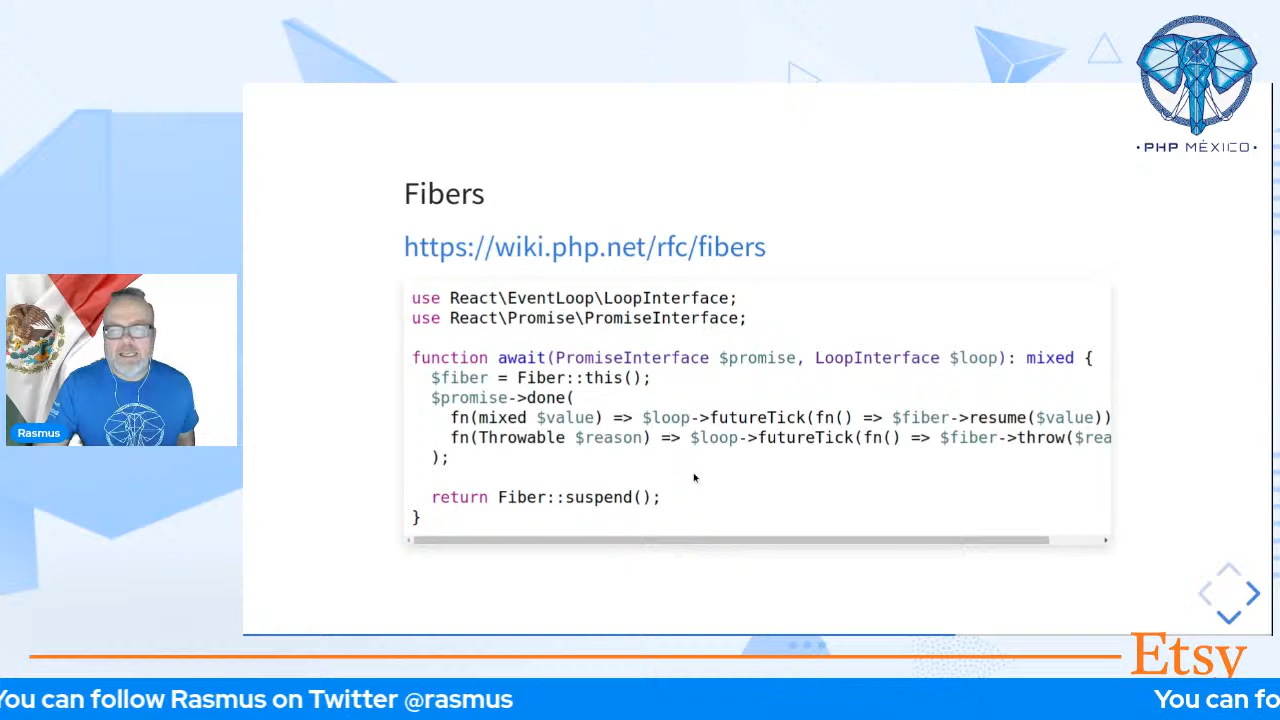 PHP MÉXICO
Fibers
https://wiki.php.net/rfc/fibers
use React\EventLoop\LoopInterface;
use React\Promise\PromiseInterface;
function await(PromiseInterface $promise, LoopInterface $loop): mixed {
$fiber = Fiber::this();
$promise->done(
fn(mixed $value) => $loop->futureTick(fn() => $fiber->resume($value))
fn(Throwable $reason) => $loop->futureTick(fn() => $fiber->throw($rea
);
return Fiber::suspend();
}
Rasmus
Etsy
You can follow Rasmus on Twitter @rasmus
You can fo